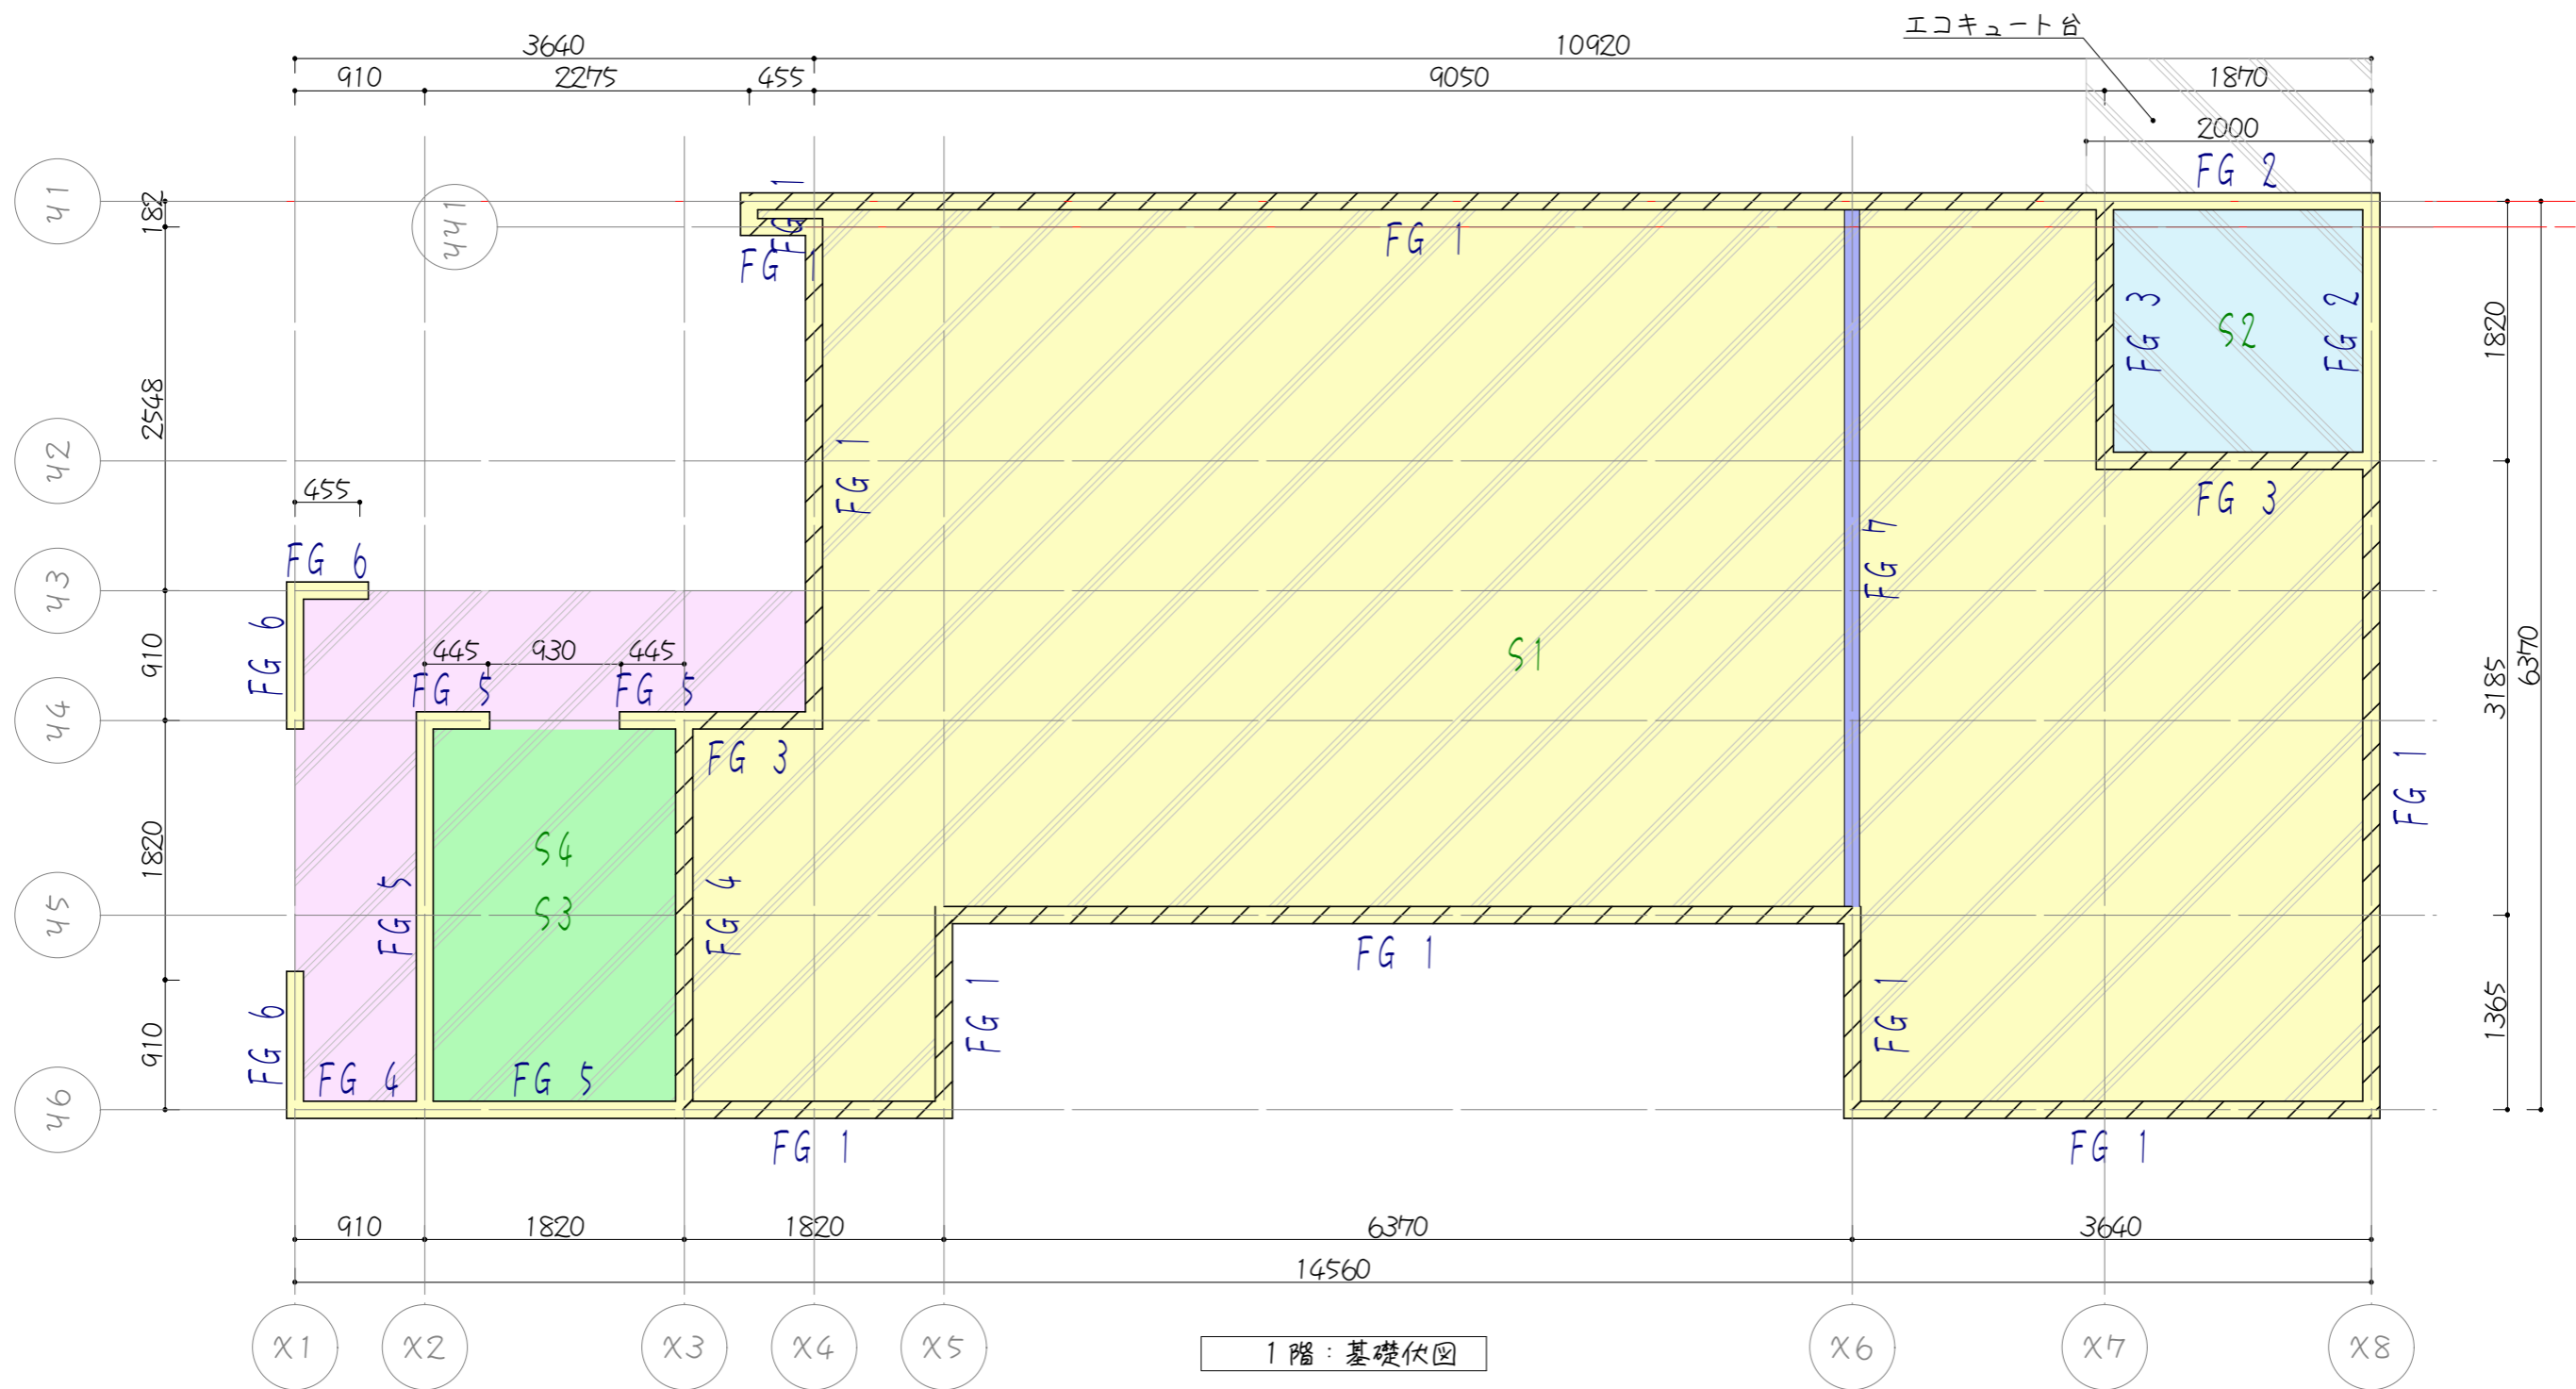 エコキュート台
3640
10920
910
2275
455
9050
1870
2000
y1
yy1
182
FG 1
FG 1
FG 1
FG 2
FG 3
S2
FG 2
1820
2548
y2
455
FG 1
FG 3
FG 4
y3
FG 6
FG 6
910
445
930
445
FG 5
FG 5
S1
6370
3185
y4
FG 3
FG 1
1820
S4
S3
FG 5
FG 4
y5
FG 1
FG 1
FG 1
1365
910
FG 6
FG 4
FG 5
y6
FG 1
FG 1
910
1820
1820
6370
3640
14560
X1
X2
X3
X4
X5
X6
X7
X8
1階:基礎伏図